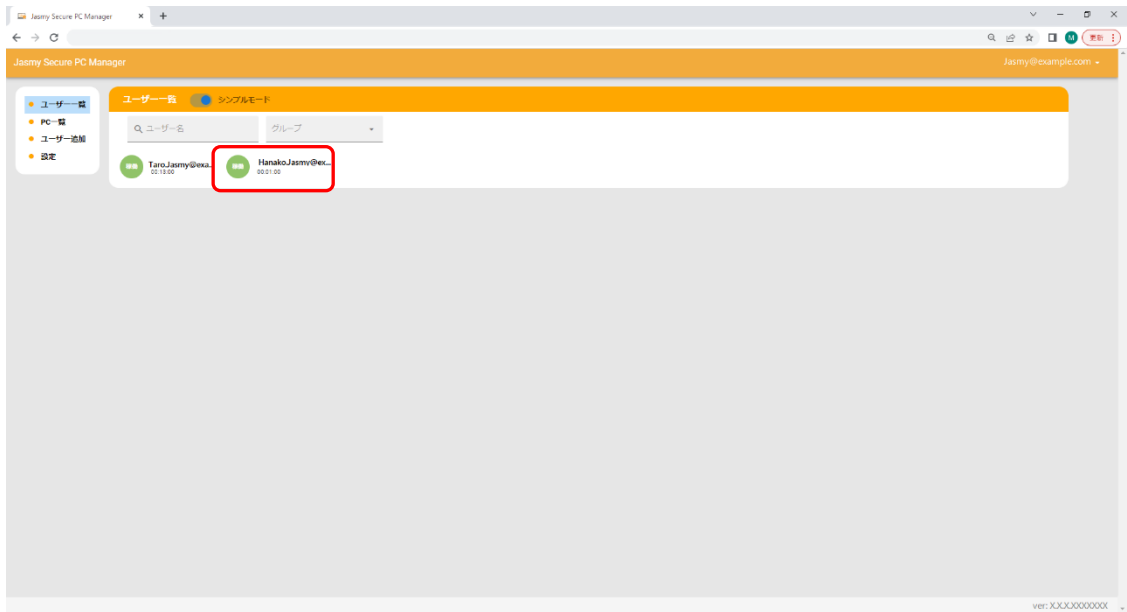 Jasmy Secure PC Manager
M
更新
Jasmy Secure PC Manager
Jasmy@example.com
ユーザー一覧
PC一覧
ユーザー追加
設定
ユーザー一覧 シンプルモード
ユーザー名 グループ
Taro.Jasmy@exa...
00:13:00
Hanako.Jasmy@ex...
00:01:00
ver: X.X.XXXXXXXX